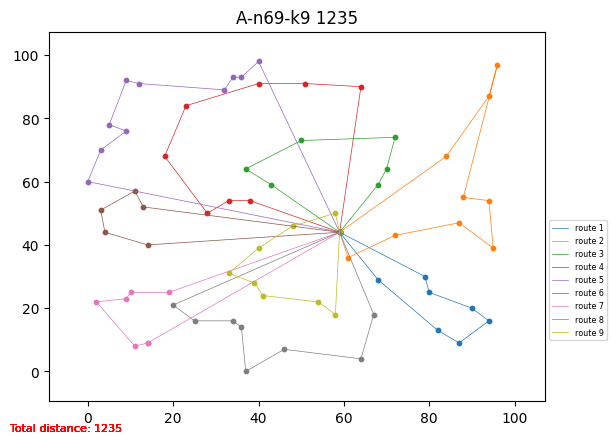 A-n69-k9 1235
100
80
60
40
20
0
0 20 40 60 80 100
route 1
route 2
route 3
route 4
route 5
route 6
route 7
route 8
route 9
Total distance: 1235